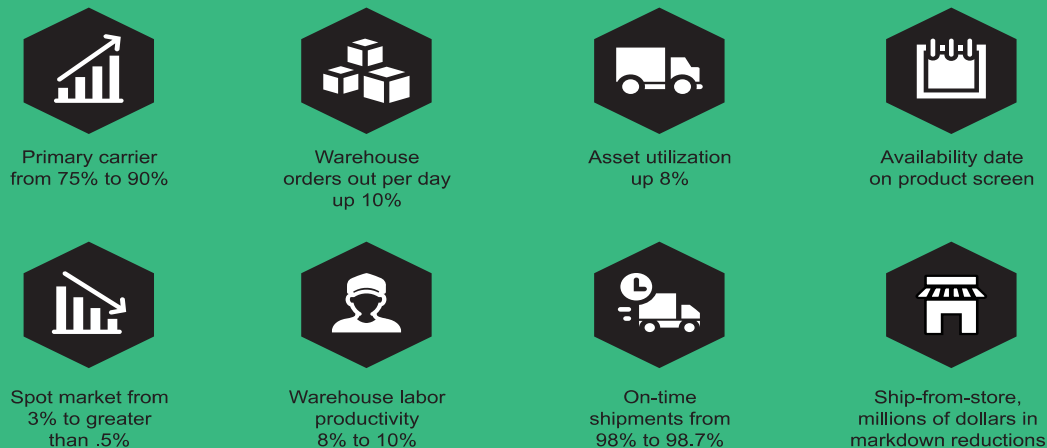 Primary carrier
from 75% to 90%
Warehouse
orders out per day
up 10%
Asset utilization
up 8%
Availability date
on product screen
Spot market from
3% to greater
than .5%
Warehouse labor
productivity
8% to 10%
On-time
shipments from
98% to 98.7%
Ship-from-store,
millions of dollars in
markdown reductions